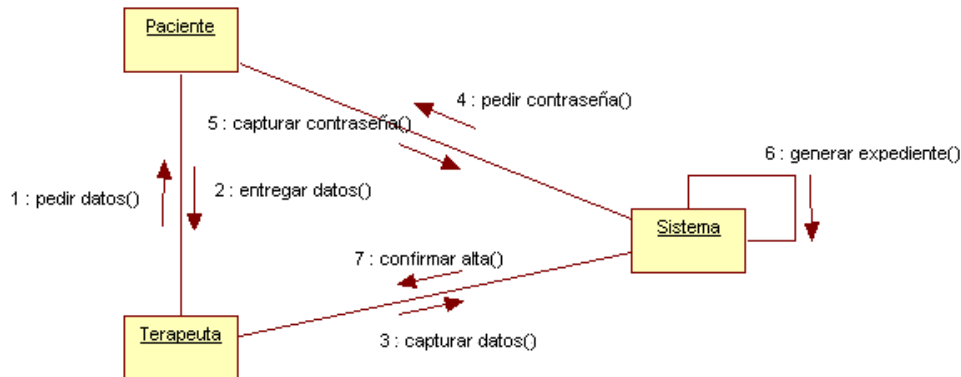 Paciente
4 : pedir contraseña()
5 : capturar contraseña()
6 : generar expediente()
1 : pedir datos()
2 : entregar datos()
Sistema
7 : confirmar alta()
Terapeuta
3 : capturar datos()